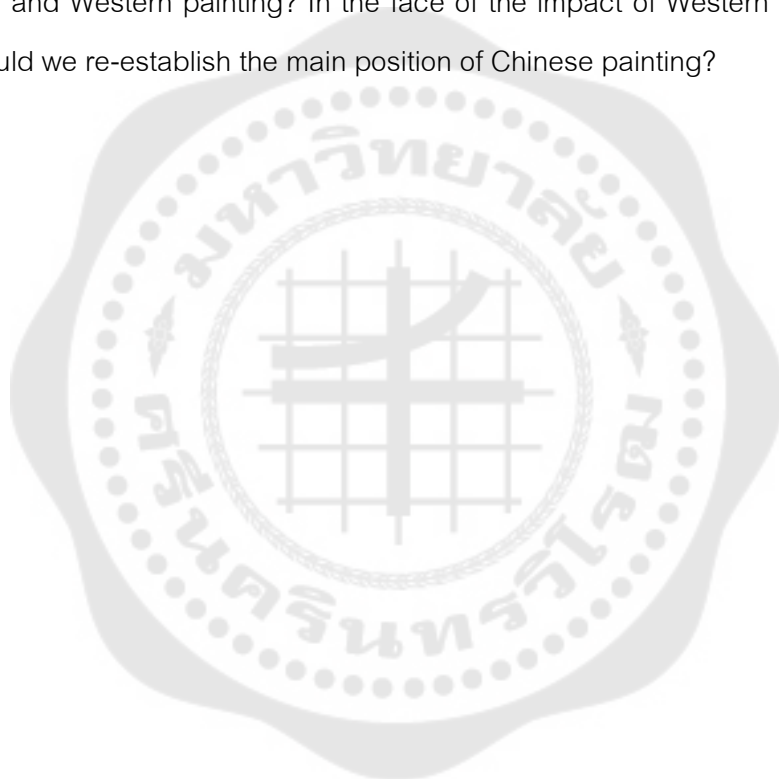 and Western painting? In the face of the impact of Western
uld we re-establish the main position of Chinese painting?
มหาวิทยาลัย
ศรีนครินทรวิโรฒ